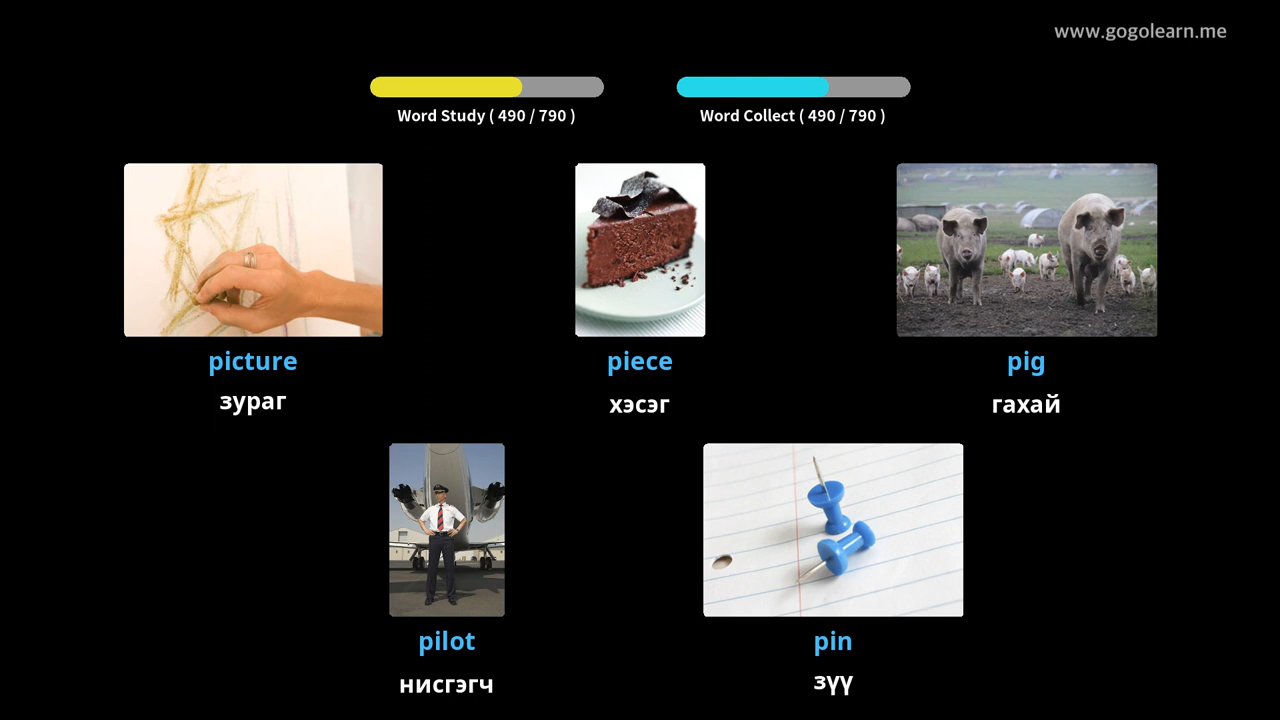 www.gogolearn.me
Word Study ( 490 / 790 )
Word Collect ( 490 / 790 )
picture
зураг
piece
хэсэг
pig
гахай
pilot
нисгэгч
pin
зүү